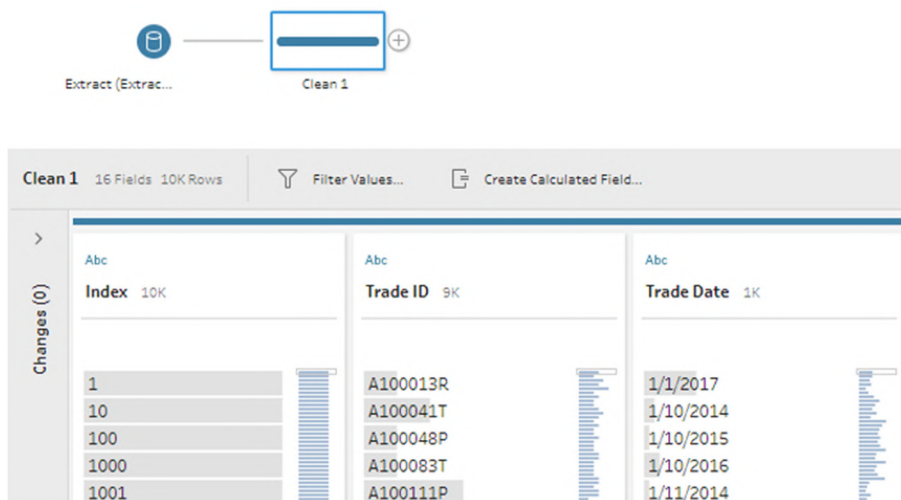 Extract (Extrac...
Clean 1
Clean 1 16 Fields 10K Rows Filter Values... Create Calculated Field...
Changes (0)
Abc Abc Abc
Index 10K Trade ID 9K Trade Date 1K
1 A100013R 1/1/2017
10 A100041T 1/10/2014
100 A100048P 1/10/2015
1000 A100083T 1/10/2016
1001 A100111P 1/11/2014